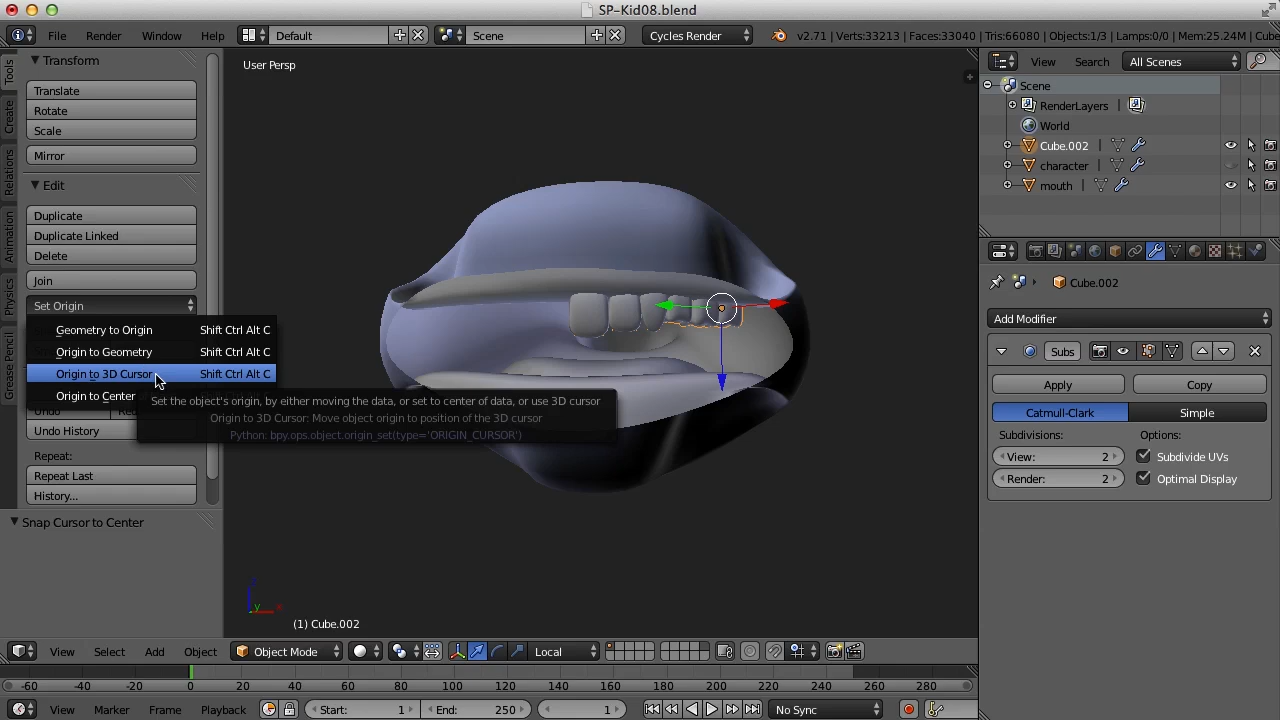 SP-Kid08.blend
File Render Window Help Default Scene Cycles Render v2.71 | Verts:33213 | Faces:33040 | Tris:66080 | Objects:1/3 | Lamps:0/0 | Mem:25.24M | Cube
Tools
Create
Relations
Animation
Physics
Grease Pencil
Transform
Translate
Rotate
Scale
Mirror
Edit
Duplicate
Duplicate Linked
Delete
Join
Set Origin
Geometry to Origin Shift Ctrl Alt C
Origin to Geometry Shift Ctrl Alt C
Origin to 3D Cursor Shift Ctrl Alt C
Origin to Center
Set the object's origin, by either moving the data, or set to center of data, or use 3D cursor
Origin to 3D Cursor: Move object origin to position of the 3D cursor
Python: bpy.ops.object.origin_set(type='ORIGIN_CURSOR')
Undo
Undo History
Repeat:
Repeat Last
History...
Snap Cursor to Center
User Persp
(1) Cube.002
View Select Add Object Object Mode Local
-60 -40 -20 0 20 40 60 80 100 120 140 160 180 200 220 240 260 280
View Marker Frame Playback Start: 1 End: 250 1 No Sync
View Search All Scenes
Scene
RenderLayers |
World
Cube.002 |
character |
mouth |
Cube.002
Add Modifier
Subs
Apply Copy
Catmull-Clark Simple
Subdivisions: Options:
View: 2 Subdivide UVs
Render: 2 Optimal Display